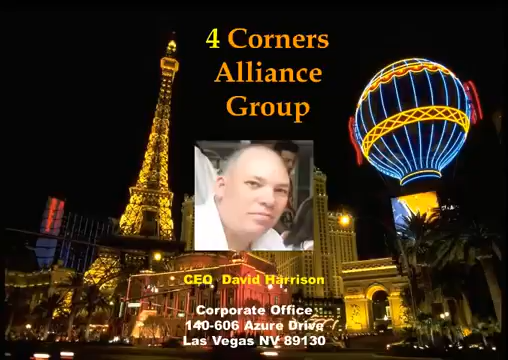 4 Corners
Alliance
Group
CEO David Harrison
Corporate Office
140-606 Azure Drive
Las Vegas NV 89130